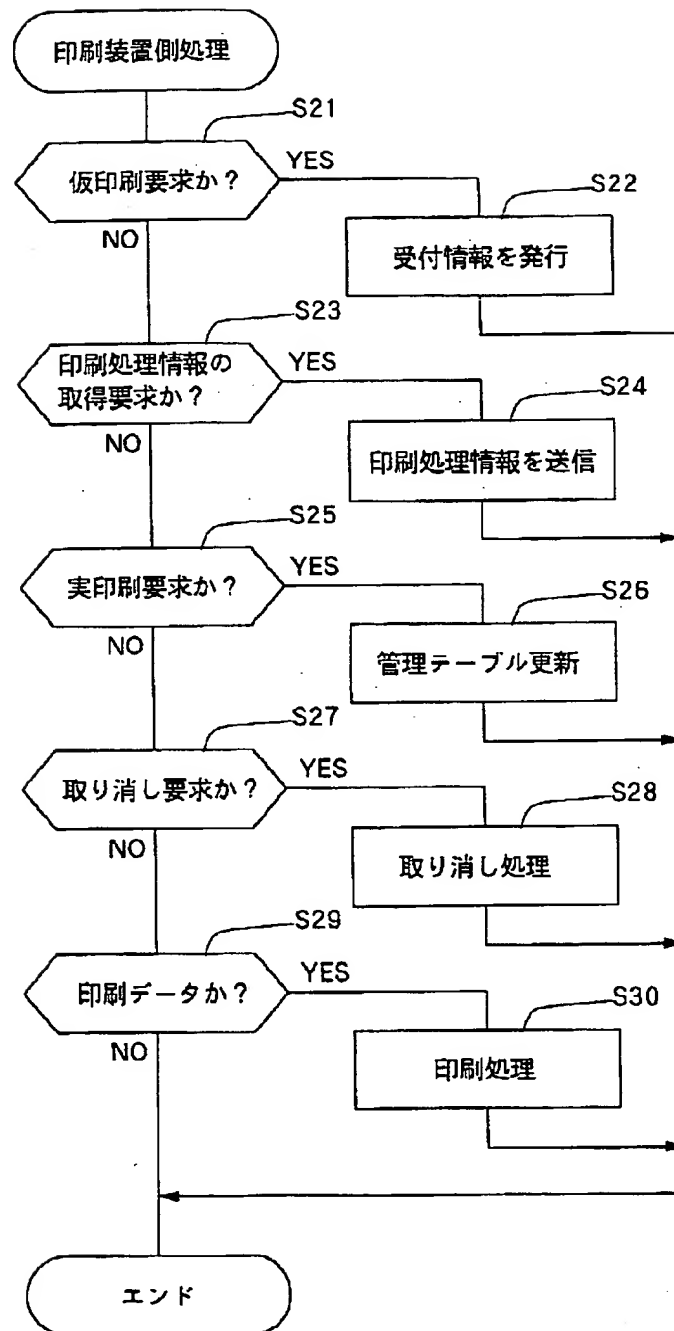 印刷装置側処理
S21
仮印刷要求か？
YES
S22
受付情報を発行
NO
S23
印刷処理情報の
取得要求か？
YES
S24
印刷処理情報を送信
NO
S25
実印刷要求か？
YES
S26
管理テーブル更新
NO
S27
取り消し要求か？
YES
S28
取り消し処理
NO
S29
印刷データか？
YES
S30
印刷処理
NO
エンド